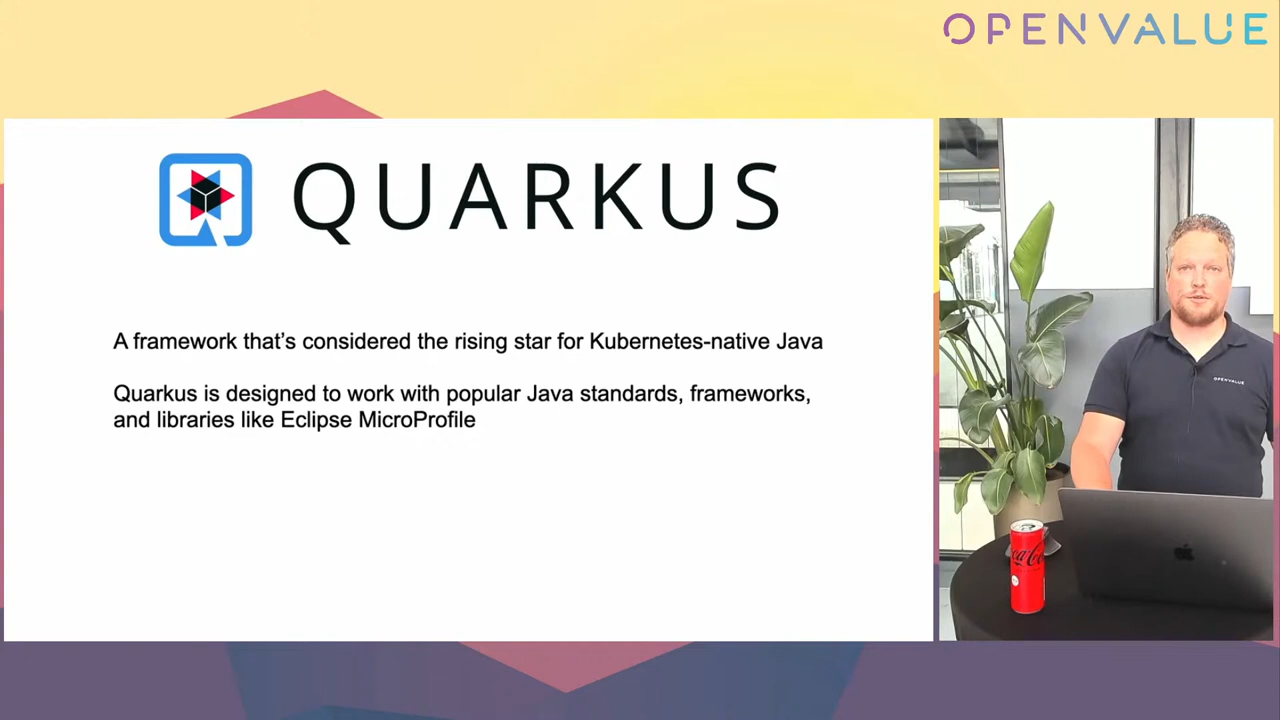 OPENVALUE
QUARKUS
A framework that's considered the rising star for Kubernetes-native Java
Quarkus is designed to work with popular Java standards, frameworks,
and libraries like Eclipse MicroProfile
OPENVALUE